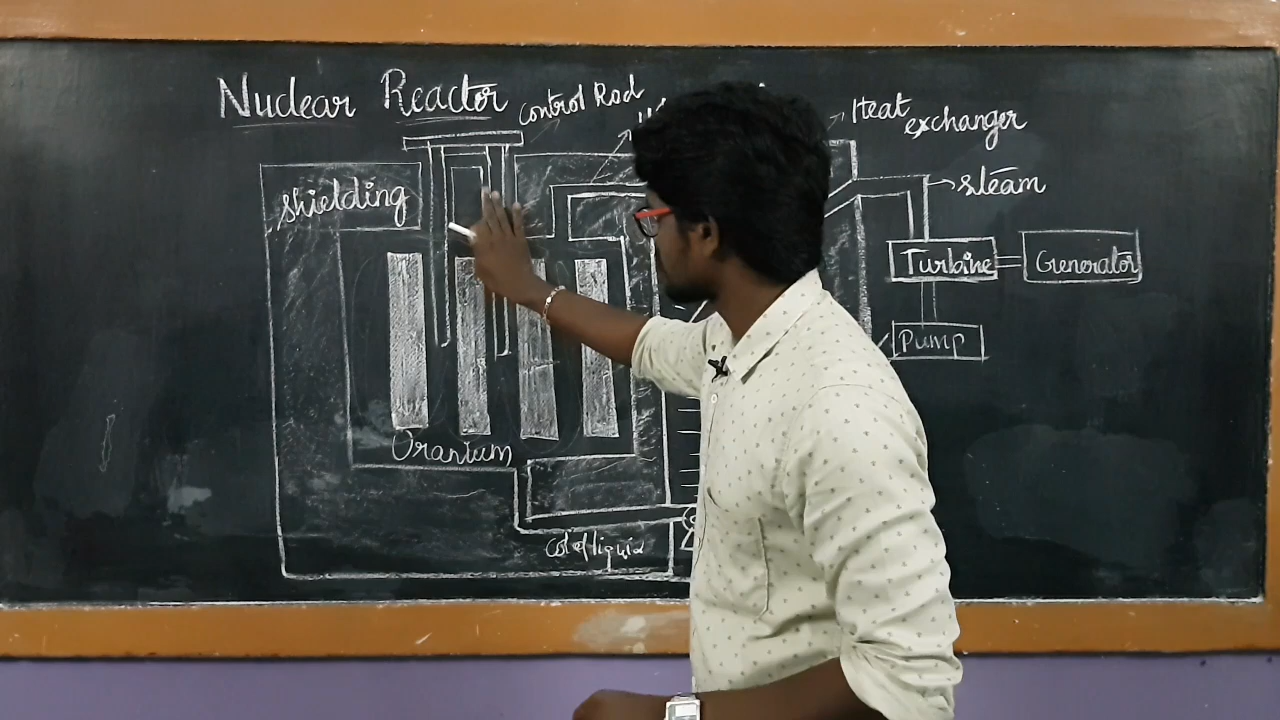 Nuclear Reactor
control Rod
Heat
exchanger
shielding
steam
Turbine
Generator
Pump
Uranium